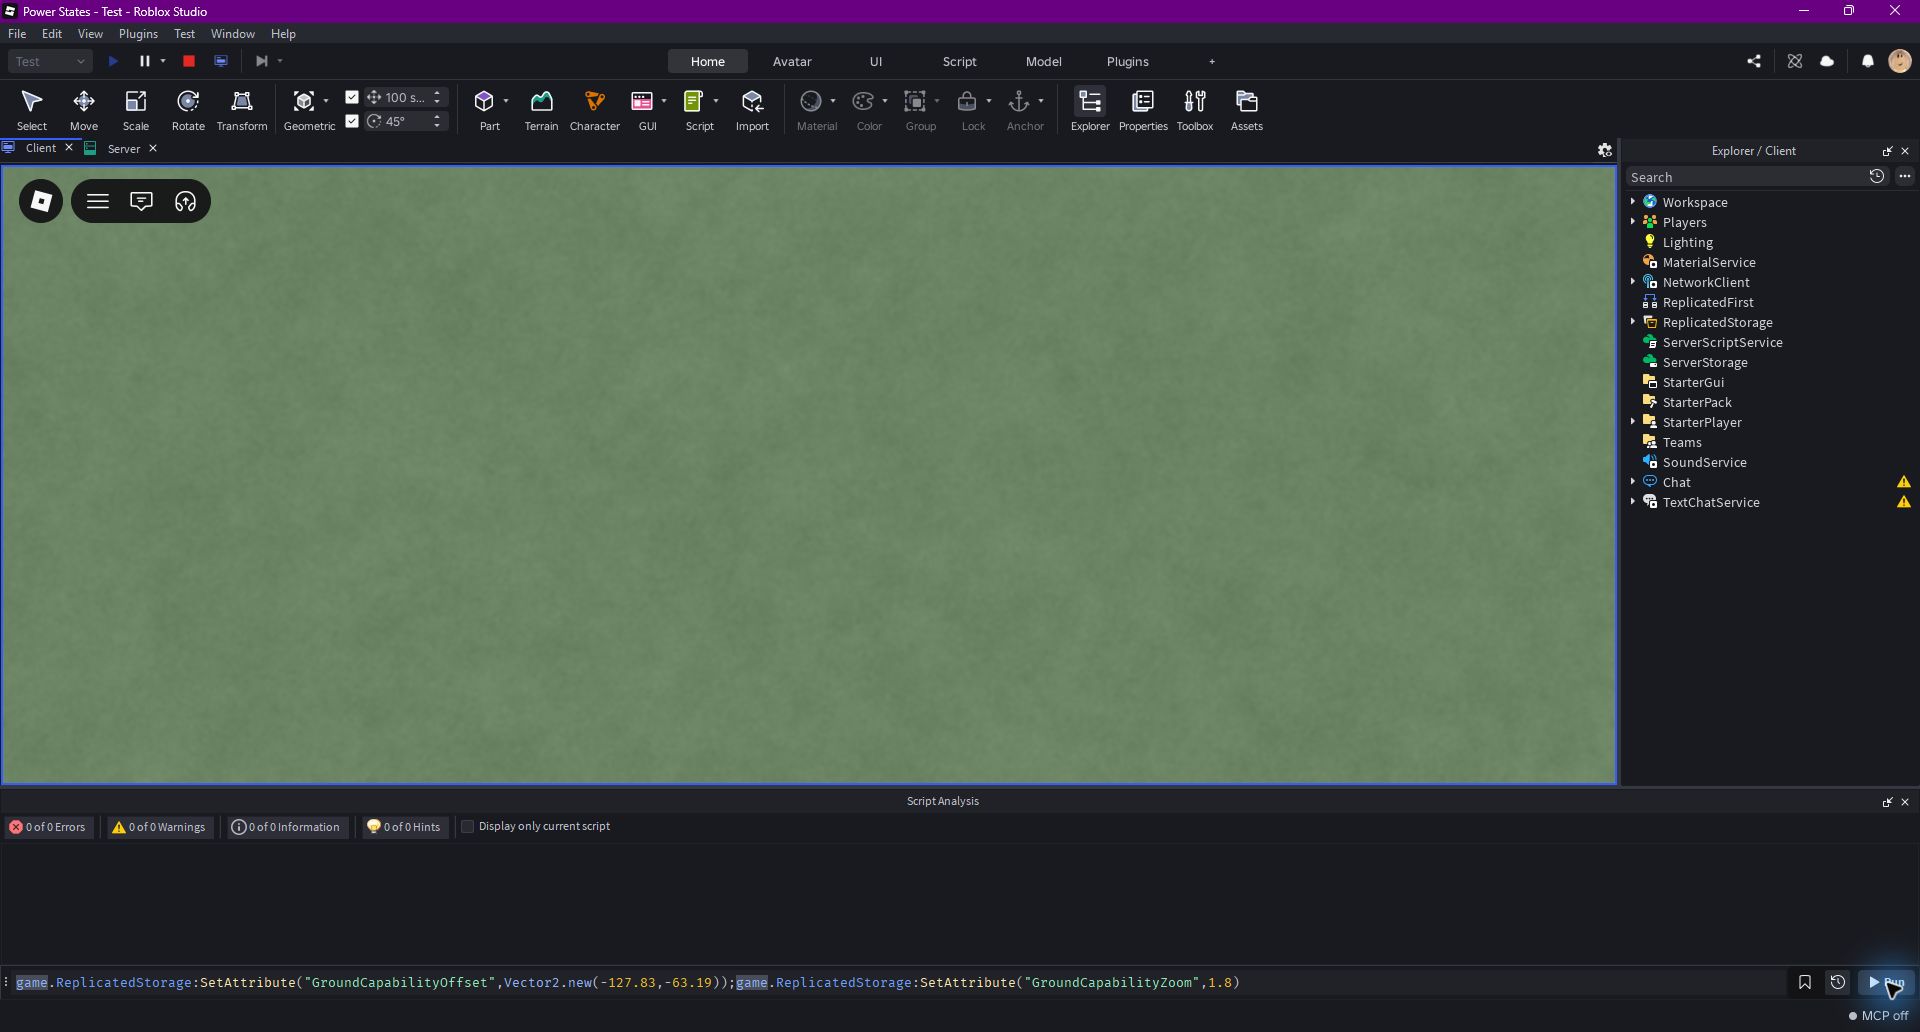 Power States - Test - Roblox Studio
File Edit View Plugins Test Window Help
Test
Home Avatar UI Script Model Plugins +
Select Move Scale Rotate Transform Geometric 100 s... 45° Part Terrain Character GUI Script Import Material Color Group Lock Anchor Explorer Properties Toolbox Assets
Client Server
Explorer / Client
Search
Workspace
Players
Lighting
MaterialService
NetworkClient
ReplicatedFirst
ReplicatedStorage
ServerScriptService
ServerStorage
StarterGui
StarterPack
StarterPlayer
Teams
SoundService
Chat
TextChatService
Script Analysis
0 of 0 Errors 0 of 0 Warnings 0 of 0 Information 0 of 0 Hints Display only current script
game.ReplicatedStorage:SetAttribute("GroundCapabilityOffset",Vector2.new(-127.83,-63.19));game.ReplicatedStorage:SetAttribute("GroundCapabilityZoom",1.8)
MCP off